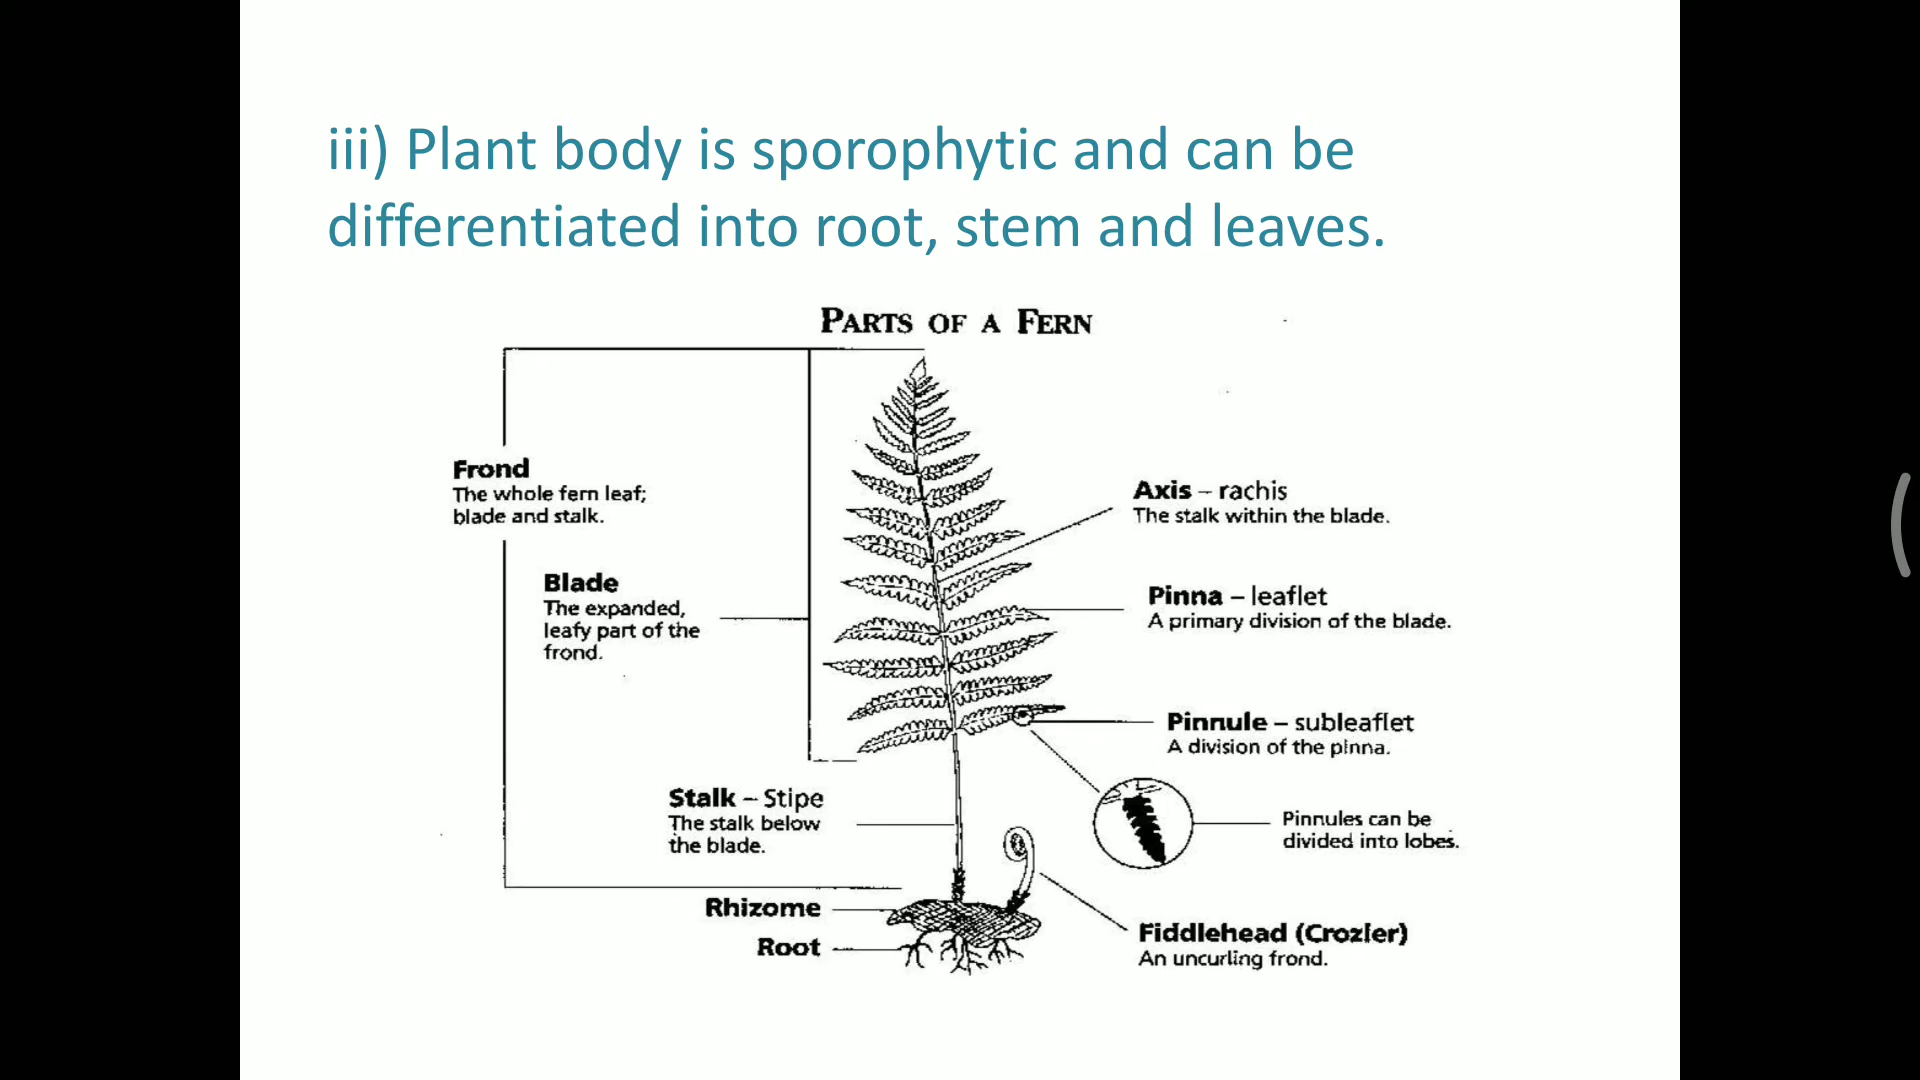 iii) Plant body is sporophytic and can be
differentiated into root, stem and leaves.
PARTS OF A FERN
Frond
The whole fern leaf;
blade and stalk.
Blade
The expanded,
leafy part of the
frond.
Stalk – Stipe
The stalk below
the blade.
Rhizome
Root
Axis – rachis
The stalk within the blade.
Pinna – leaflet
A primary division of the blade.
Pinnule – subleaflet
A division of the pinna.
Pinnules can be
divided into lobes.
Fiddlehead (Crozier)
An uncurling frond.